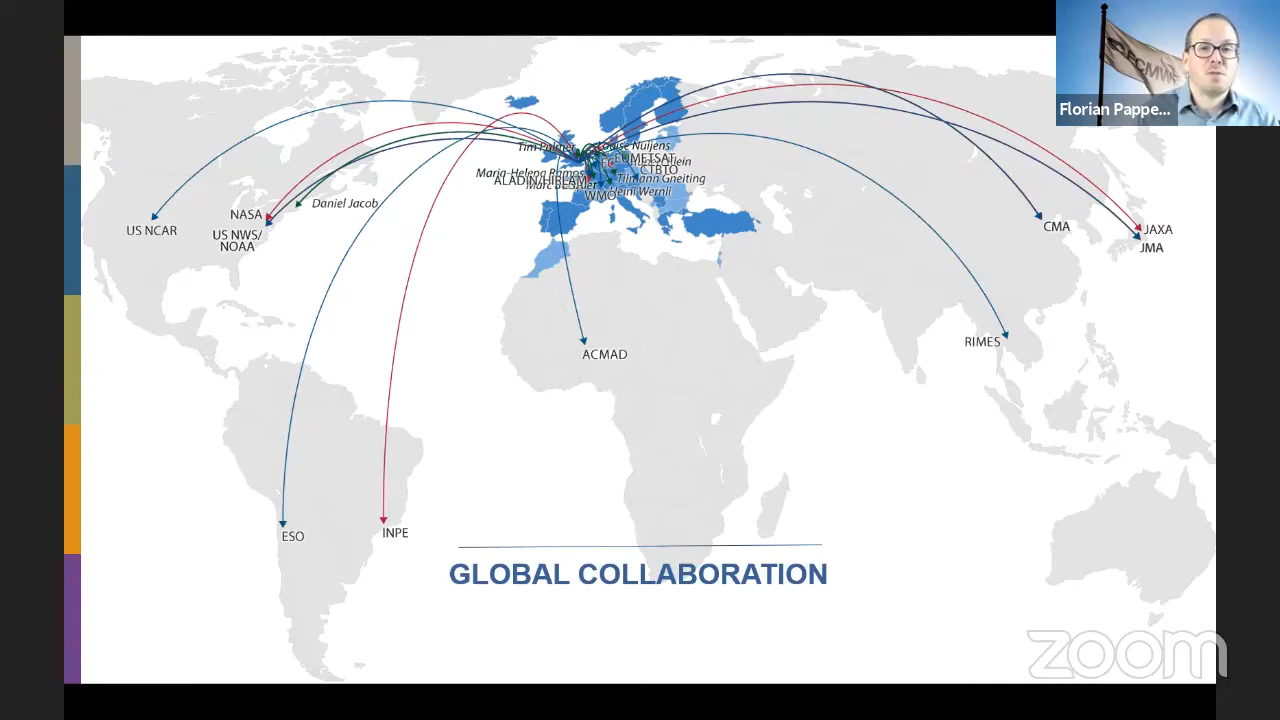 ECMWF
Florian Pappe...
Tim Palmer
Louise Nuijens
EUMETSAT
CTBTO
Maria-Helena Ramos
Tilmann Gneiting
Heini Wernli
WMO
Daniel Jacob
NASA
US NCAR
US NWS/
NOAA
CMA
JAXA
JMA
RIMES
ACMAD
ESO
INPE
GLOBAL COLLABORATION
zoom